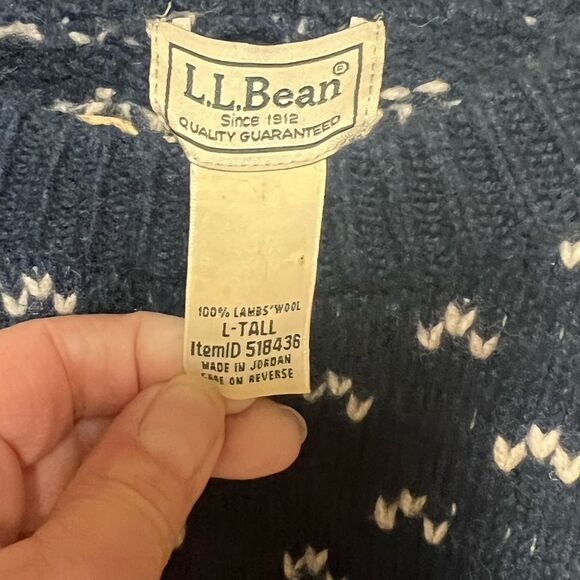 L.L.Bean®
Since 1912
QUALITY GUARANTEED
100% LAMBS' WOOL
L-TALL
ItemID 518436
MADE IN JORDAN
CARE ON REVERSE